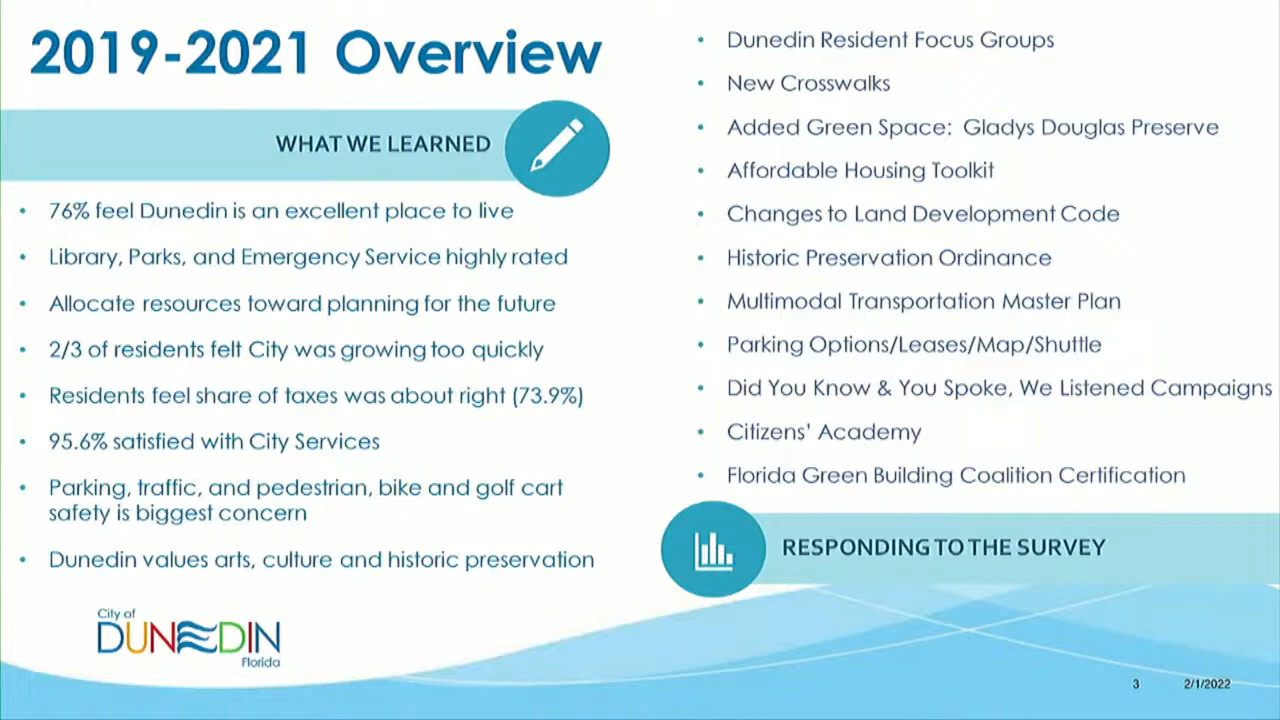 2019-2021 Overview
WHAT WE LEARNED
• 76% feel Dunedin is an excellent place to live
• Library, Parks, and Emergency Service highly rated
• Allocate resources toward planning for the future
• 2/3 of residents felt City was growing too quickly
• Residents feel share of taxes was about right (73.9%)
• 95.6% satisfied with City Services
• Parking, traffic, and pedestrian, bike and golf cart
safety is biggest concern
• Dunedin values arts, culture and historic preservation
City of
DUNEDIN
Florida
• Dunedin Resident Focus Groups
• New Crosswalks
• Added Green Space: Gladys Douglas Preserve
• Affordable Housing Toolkit
• Changes to Land Development Code
• Historic Preservation Ordinance
• Multimodal Transportation Master Plan
• Parking Options/Leases/Map/Shuttle
• Did You Know & You Spoke, We Listened Campaigns
• Citizens' Academy
• Florida Green Building Coalition Certification
RESPONDING TO THE SURVEY
3 2/1/2022